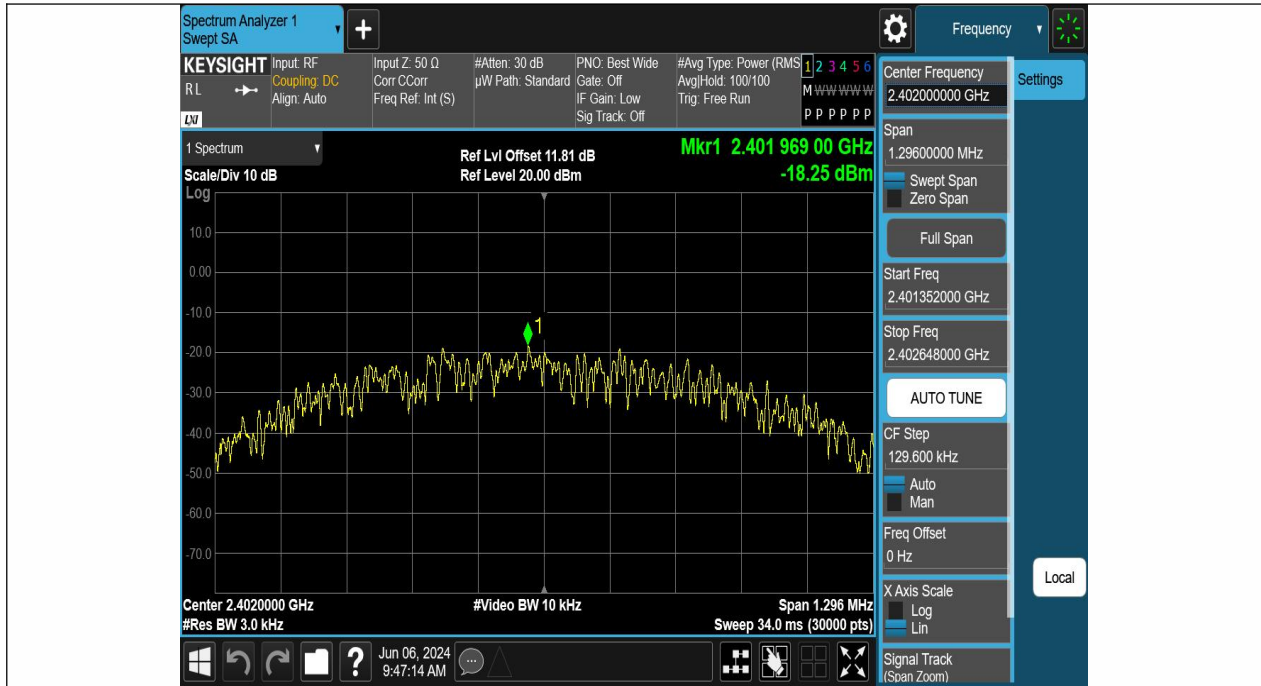 Spectrum Analyzer 1
Swept SA
+
Frequency
KEYSIGHT
RL
LXI
Input: RF
Coupling: DC
Align: Auto
Input Z: 50 Ω
Corr CCorr
Freq Ref: Int (S)
#Atten: 30 dB
µW Path: Standard
PNO: Best Wide
Gate: Off
IF Gain: Low
Sig Track: Off
#Avg Type: Power (RMS
Avg|Hold: 100/100
Trig: Free Run
1 2 3 4 5 6
M W W W W W
P P P P P P
Center Frequency
2.402000000 GHz
Settings
Span
1.29600000 MHz
Swept Span
Zero Span
Full Span
Start Freq
2.401352000 GHz
Stop Freq
2.402648000 GHz
AUTO TUNE
CF Step
129.600 kHz
Auto
Man
Freq Offset
0 Hz
X Axis Scale
Log
Lin
Signal Track
(Span Zoom)
Local
1 Spectrum
Scale/Div 10 dB
Log
Ref Lvl Offset 11.81 dB
Ref Level 20.00 dBm
Mkr1 2.401 969 00 GHz
-18.25 dBm
10.0
0.00
-10.0
1
-20.0
-30.0
-40.0
-50.0
-60.0
-70.0
Center 2.4020000 GHz
#Res BW 3.0 kHz
#Video BW 10 kHz
Span 1.296 MHz
Sweep 34.0 ms (30000 pts)
?
Jun 06, 2024
9:47:14 AM